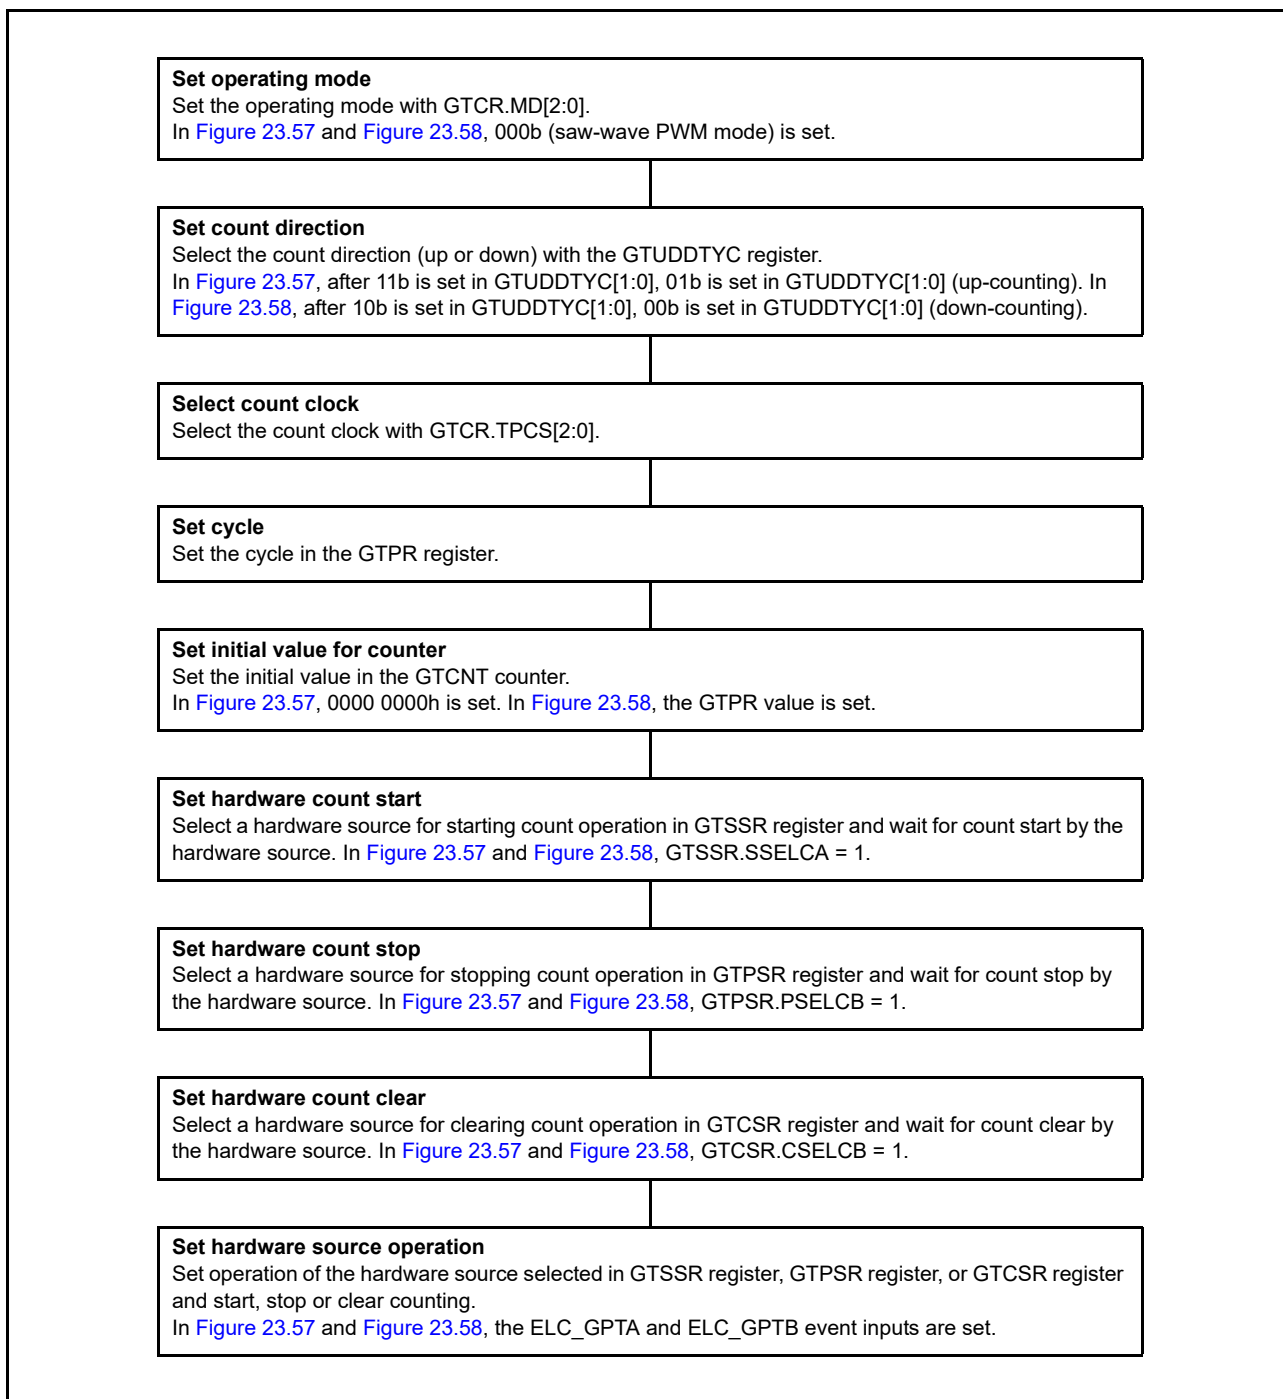 Set operating mode
Set the operating mode with GTCR.MD[2:0].
In Figure 23.57 and Figure 23.58, 000b (saw-wave PWM mode) is set.
Set count direction
Select the count direction (up or down) with the GTUDDTYC register.
In Figure 23.57, after 11b is set in GTUDDTYC[1:0], 01b is set in GTUDDTYC[1:0] (up-counting). In
Figure 23.58, after 10b is set in GTUDDTYC[1:0], 00b is set in GTUDDTYC[1:0] (down-counting).
Select count clock
Select the count clock with GTCR.TPCS[2:0].
Set cycle
Set the cycle in the GTPR register.
Set initial value for counter
Set the initial value in the GTCNT counter.
In Figure 23.57, 0000 0000h is set. In Figure 23.58, the GTPR value is set.
Set hardware count start
Select a hardware source for starting count operation in GTSSR register and wait for count start by the
hardware source. In Figure 23.57 and Figure 23.58, GTSSR.SSELCA = 1.
Set hardware count stop
Select a hardware source for stopping count operation in GTPSR register and wait for count stop by
the hardware source. In Figure 23.57 and Figure 23.58, GTPSR.PSELCB = 1.
Set hardware count clear
Select a hardware source for clearing count operation in GTCSR register and wait for count clear by
the hardware source. In Figure 23.57 and Figure 23.58, GTCSR.CSELCB = 1.
Set hardware source operation
Set operation of the hardware source selected in GTSSR register, GTPSR register, or GTCSR register
and start, stop or clear counting.
In Figure 23.57 and Figure 23.58, the ELC_GPTA and ELC_GPTB event inputs are set.